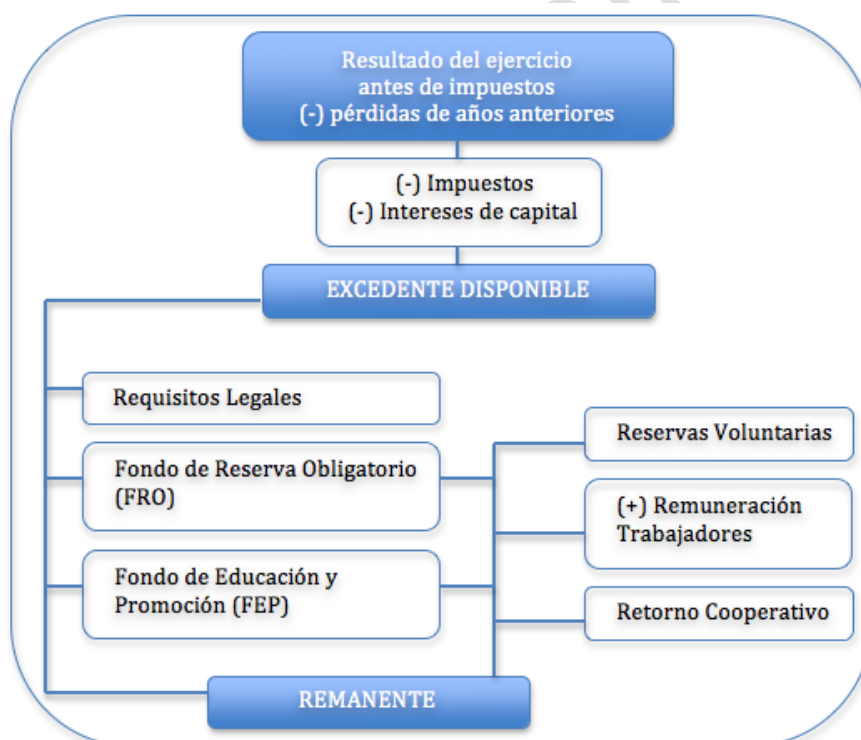 Resultado del ejercicio
antes de impuestos
(-) pérdidas de años anteriores
(-) Impuestos
(-) Intereses de capital
EXCEDENTE DISPONIBLE
Requisitos Legales
Fondo de Reserva Obligatorio
(FRO)
Fondo de Educación y
Promoción (FEP)
Reservas Voluntarias
(+) Remuneración
Trabajadores
Retorno Cooperativo
REMANENTE